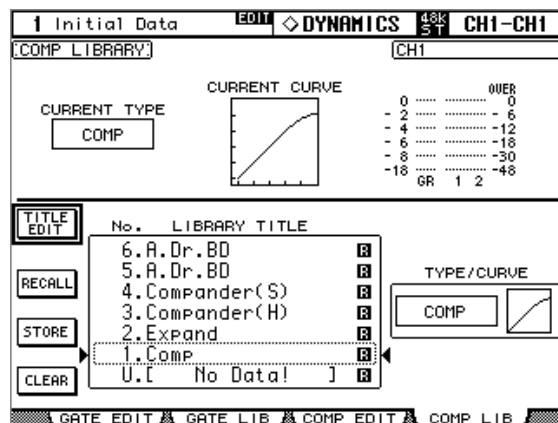 1 Initial Data EDIT ◇DYNAMICS 48K ST CH1-CH1
COMP LIBRARY CH1
CURRENT TYPE
COMP
CURRENT CURVE
OVER
0 0
- 2 - 6
- 4 -12
- 6 -18
- 8 -30
-18 -48
GR 1 2
TITLE EDIT
RECALL
STORE
CLEAR
No. LIBRARY TITLE
6.A.Dr.BD R
5.A.Dr.BD R
4.Compander(S) R
3.Compander(H) R
2.Expand R
1.Comp R
U.[ No Data! ] R
TYPE/CURVE
COMP
GATE EDIT GATE LIB COMP EDIT COMP LIB